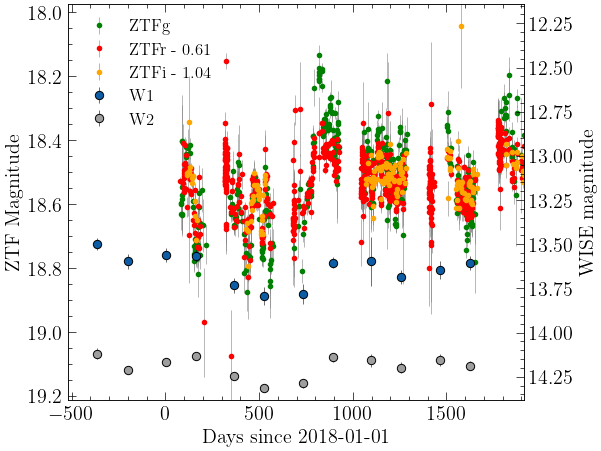 ZTFg
ZTFr - 0.61
ZTFi - 1.04
W1
W2
18.0
18.2
18.4
18.6
18.8
19.0
19.2
ZTF Magnitude
12.25
12.50
12.75
13.00
13.25
13.50
13.75
14.00
14.25
WISE magnitude
−500
0
500
1000
1500
Days since 2018-01-01